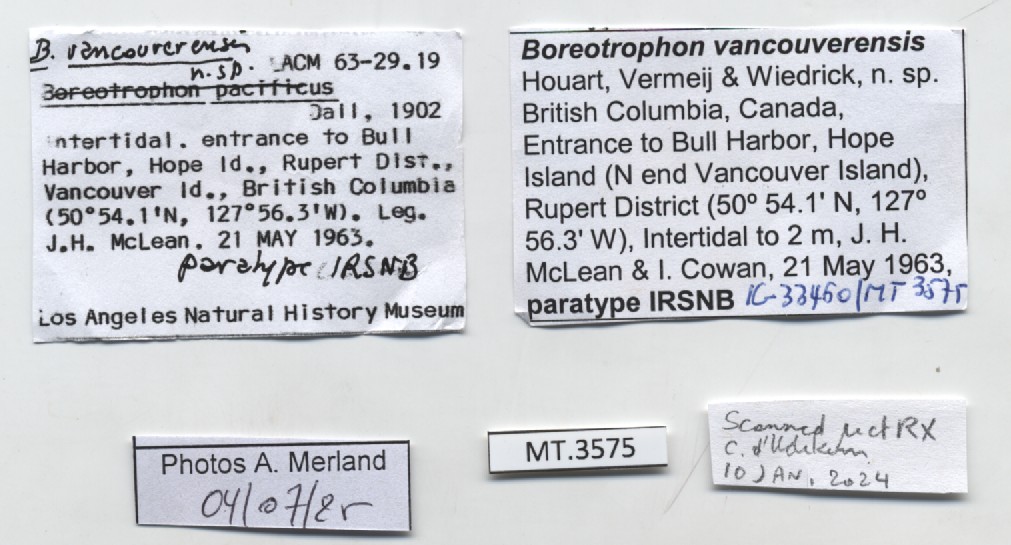 B. vancouverensis
n. sp. LACM 63-29.19
Boreotrophon pacificus
Dall, 1902
Intertidal. entrance to Bull
Harbor, Hope Id., Rupert Dist.,
Vancouver Id., British Columbia
(50°54.1'N, 127°56.3'W). Leg.
J.H. McLean. 21 MAY 1963.
paratype IRSNB
Los Angeles Natural History Museum
Boreotrophon vancouverensis
Houart, Vermeij & Wiedrick, n. sp.
British Columbia, Canada,
Entrance to Bull Harbor, Hope
Island (N end Vancouver Island),
Rupert District (50º 54.1' N, 127º
56.3' W), Intertidal to 2 m, J. H.
McLean & I. Cowan, 21 May 1963,
paratype IRSNB IG-33460/MT 3575
Photos A. Merland
04/07/
MT.3575
Scanned RX
C. d'Udekem
10 JAN. 2024